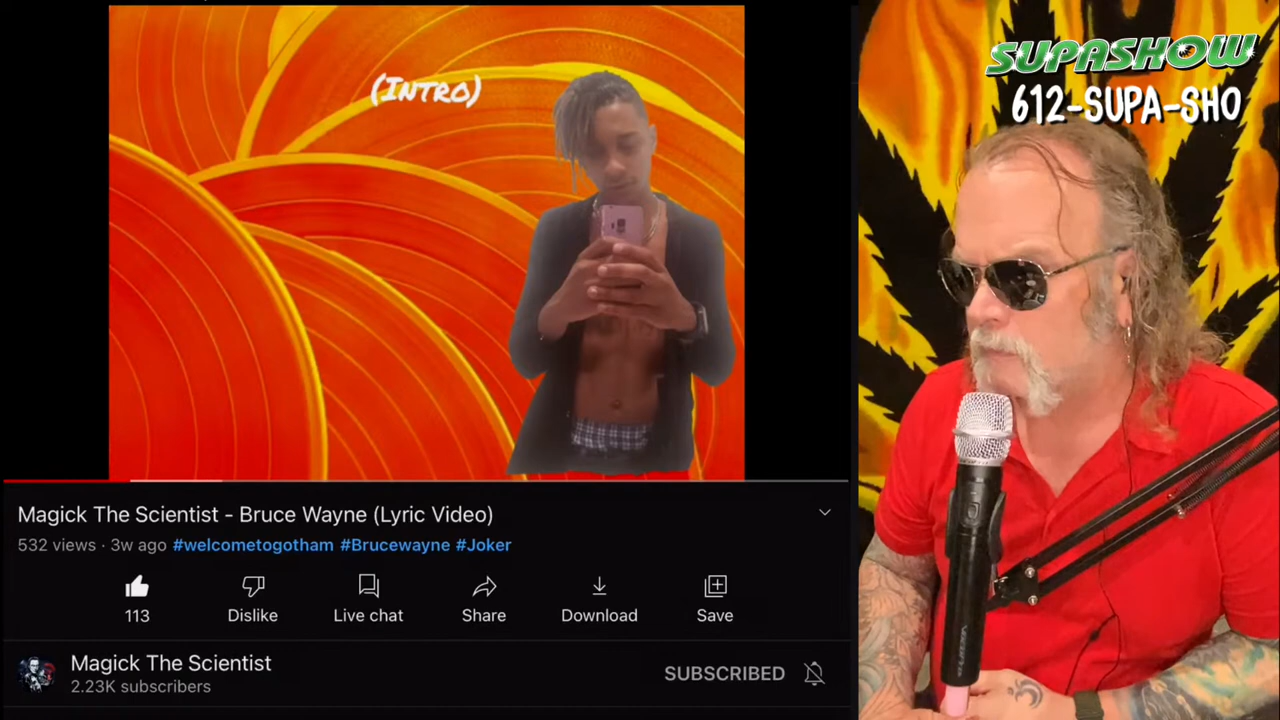 (INTRO)
SUPASHOW
612-SUPA-SHO
Magick The Scientist - Bruce Wayne (Lyric Video)
532 views · 3w ago #welcometogotham #Brucewayne #Joker
113
Dislike
Live chat
Share
Download
Save
Magick The Scientist
2.23K subscribers
SUBSCRIBED